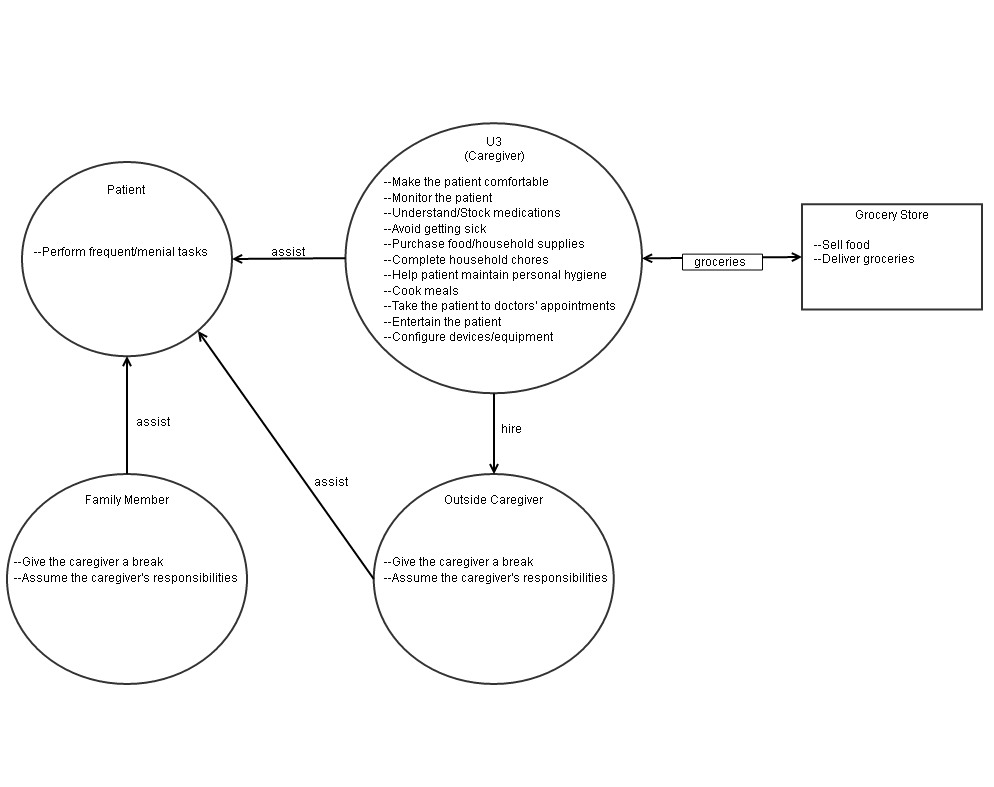 U3
(Caregiver)
--Make the patient comfortable
--Monitor the patient
--Understand/Stock medications
--Avoid getting sick
--Purchase food/household supplies
--Complete household chores
--Help patient maintain personal hygiene
--Cook meals
--Take the patient to doctors' appointments
--Entertain the patient
--Configure devices/equipment
Patient
--Perform frequent/menial tasks
assist
groceries
Grocery Store
--Sell food
--Deliver groceries
assist
hire
assist
Family Member
--Give the caregiver a break
--Assume the caregiver's responsibilities
Outside Caregiver
--Give the caregiver a break
--Assume the caregiver's responsibilities